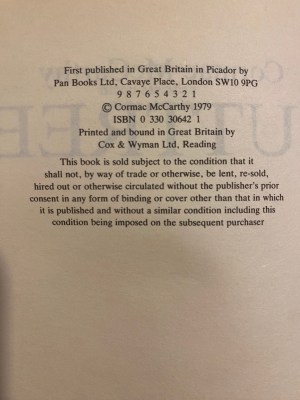 First published in Great Britain in Picador by
Pan Books Ltd, Cavaye Place, London SW10 9PG
9 8 7 6 5 4 3 2 1
© Cormac McCarthy 1979
ISBN 0 330 30642 1
Printed and bound in Great Britain by
Cox & Wyman Ltd, Reading
This book is sold subject to the condition that it
shall not, by way of trade or otherwise, be lent, re-sold,
hired out or otherwise circulated without the publisher's prior
consent in any form of binding or cover other than that in which
it is published and without a similar condition including this
condition being imposed on the subsequent purchaser